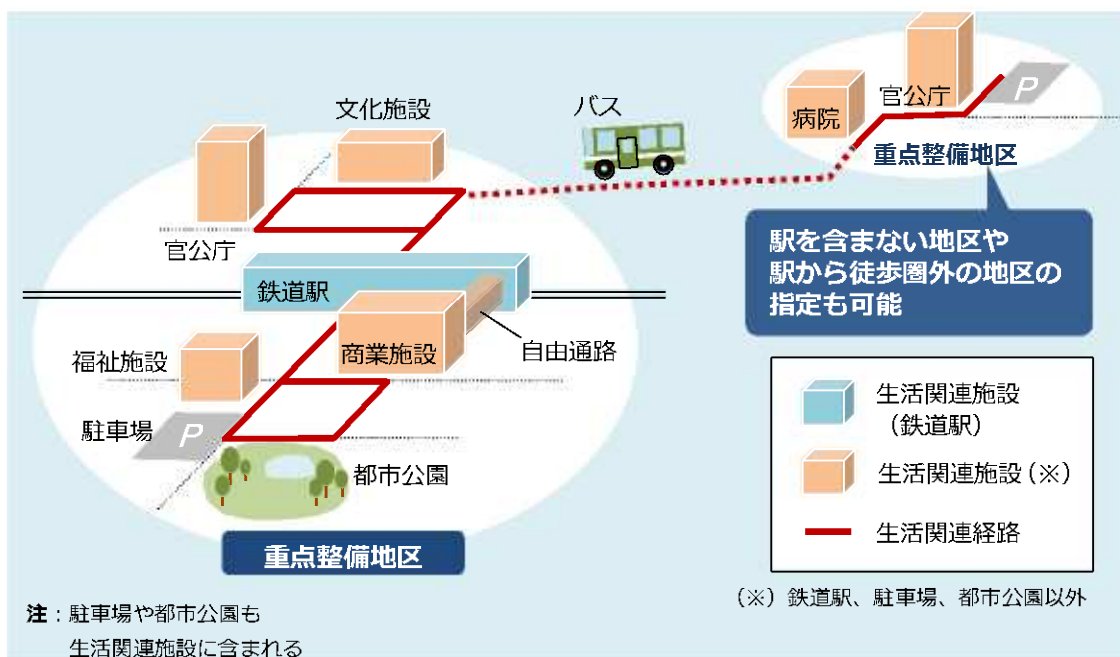 文化施設
バス
官公庁
P
病院
重点整備地区
官公庁
駅を含まない地区や
駅から徒歩圏外の地区の
指定も可能
鉄道駅
商業施設
自由通路
福祉施設
駐車場
P
都市公園
重点整備地区
生活関連施設
(鉄道駅)
生活関連施設(※)
生活関連経路
(※)鉄道駅、駐車場、都市公園以外
注:駐車場や都市公園も
生活関連施設に含まれる